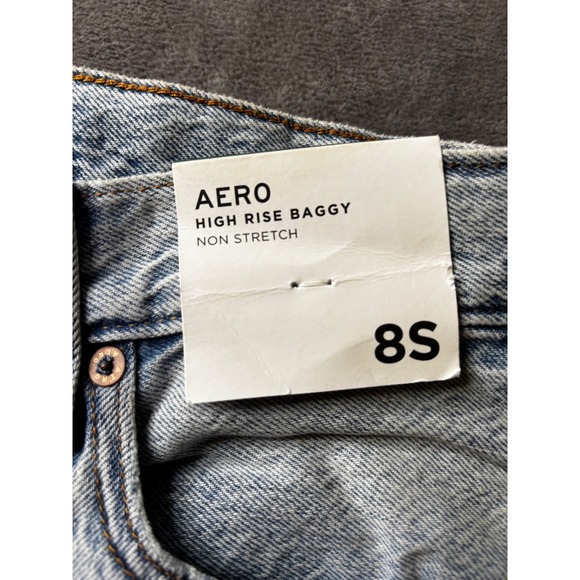 AERO
HIGH RISE BAGGY
NON STRETCH
8S